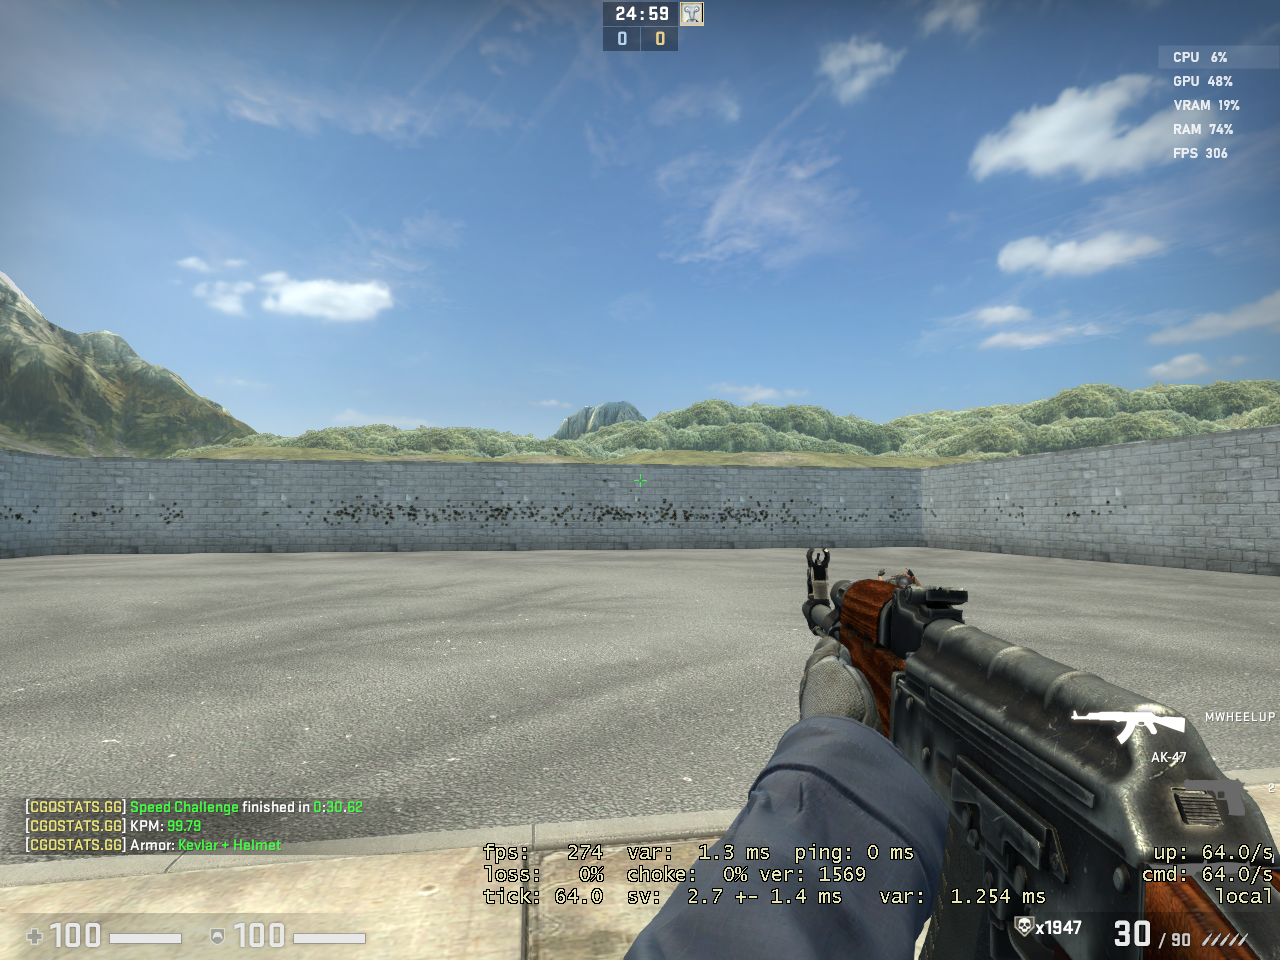 24:59
0 0
CPU 6%
GPU 48%
VRAM 19%
RAM 74%
FPS 306
MWHEELUP
AK-47
2
[CGOSTATS.GG] Speed Challenge finished in 0:30.62
[CGOSTATS.GG] KPM: 99.79
[CGOSTATS.GG] Armor: Kevlar + Helmet
fps: 274 var: 1.3 ms ping: 0 ms up: 64.0/s
loss: 0% choke: 0% ver: 1569 cmd: 64.0/s
tick: 64.0 sv: 2.7 +- 1.4 ms var: 1.254 ms local
100 100 x1947 30 / 90